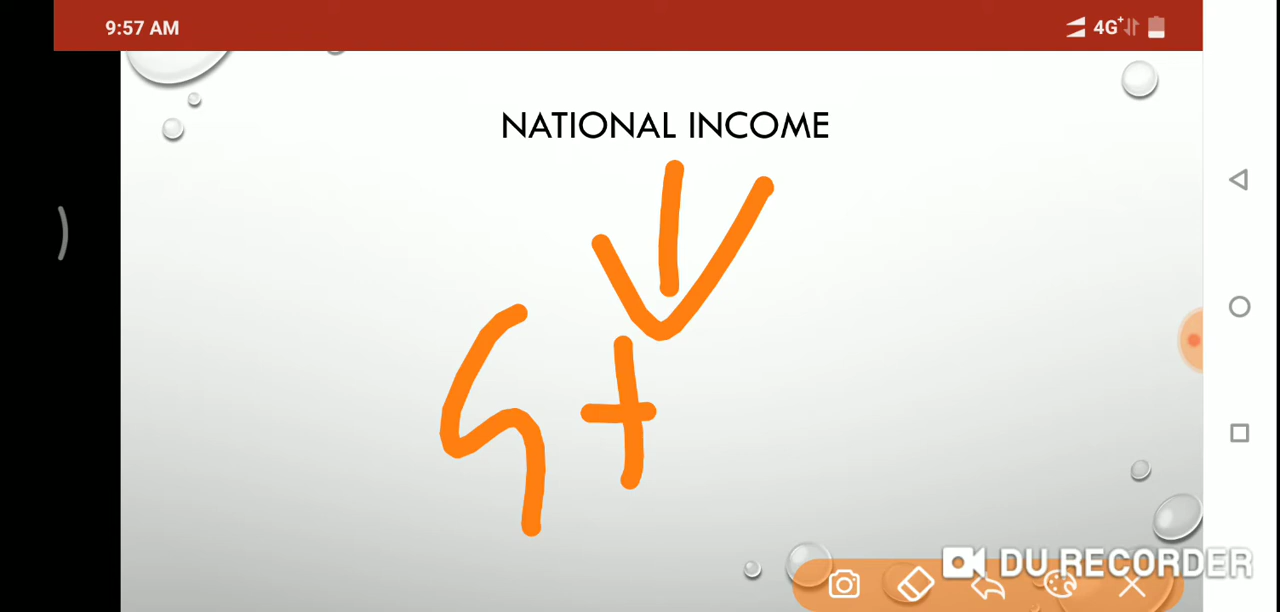 9:57 AM 4G+
NATIONAL INCOME
G +
DU RECORDER